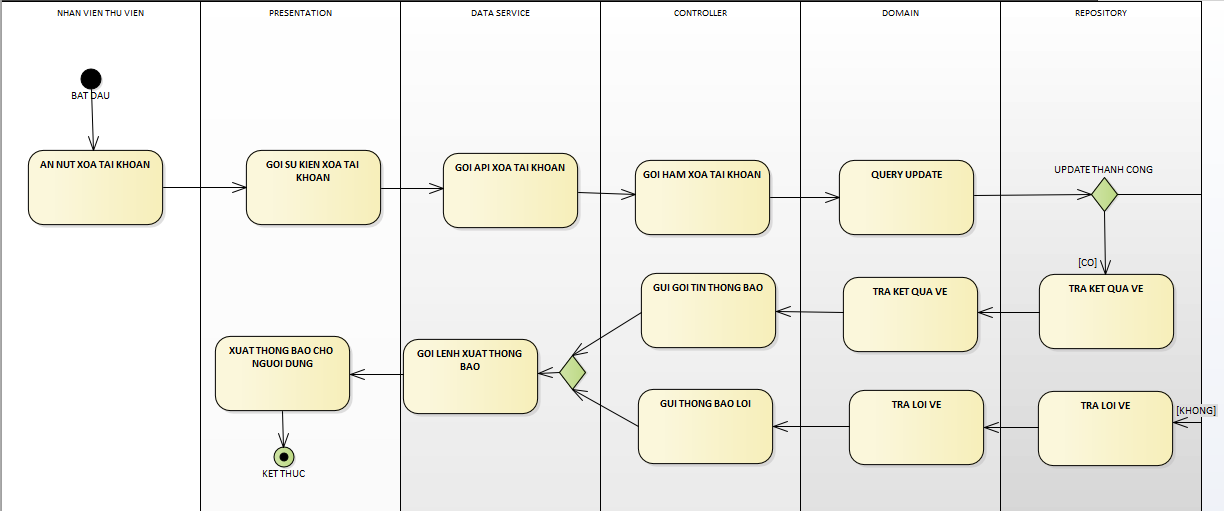 NHAN VIEN THU VIEN
PRESENTATION
DATA SERVICE
CONTROLLER
DOMAIN
REPOSITORY
BAT DAU
AN NUT XOA TAI KHOAN
GOI SU KIEN XOA TAI
KHOAN
GOI API XOA TAI KHOAN
GOI HAM XOA TAI KHOAN
QUERY UPDATE
UPDATE THANH CONG
[CO]
TRA KET QUA VE
TRA KET QUA VE
GUI GOI TIN THONG BAO
[KHONG]
TRA LOI VE
TRA LOI VE
GUI THONG BAO LOI
GOI LENH XUAT THONG
BAO
XUAT THONG BAO CHO
NGUOI DUNG
KET THUC